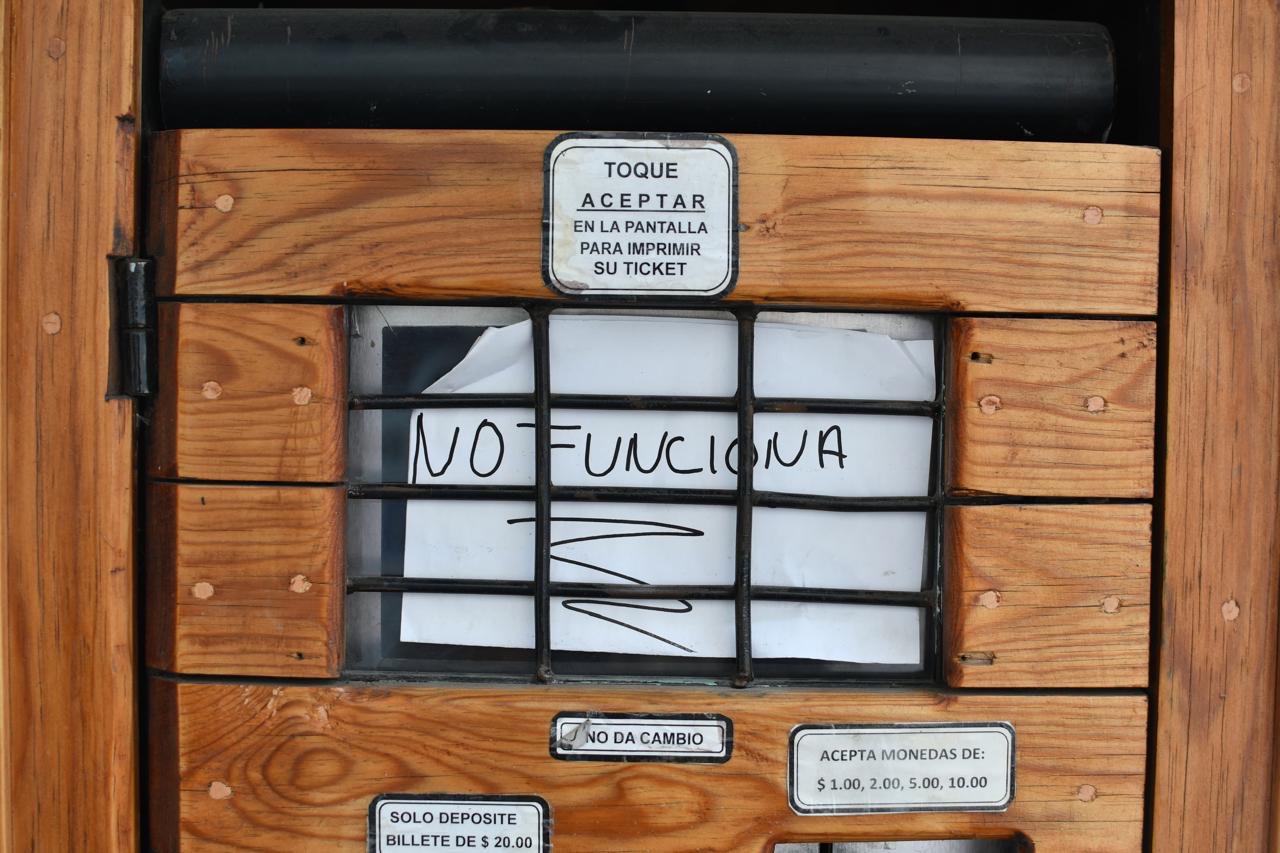 TOQUE
ACEPTAR
EN LA PANTALLA
PARA IMPRIMIR
SU TICKET
NO FUNCIONA
NO DA CAMBIO
ACEPTA MONEDAS DE:
$ 1.00, 2.00, 5.00, 10.00
SOLO DEPOSITE
BILLETE DE $ 20.00